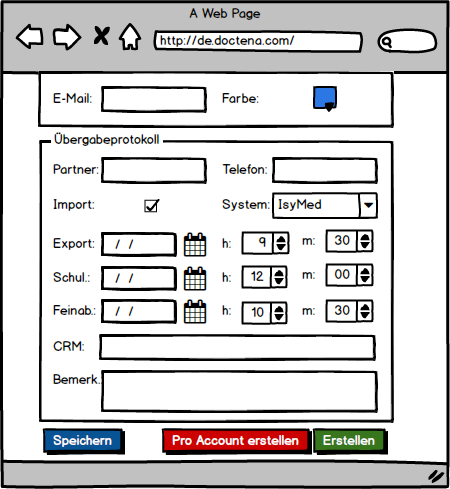 A Web Page
http://de.doctena.com/
E-Mail: Farbe:
Übergabeprotokoll
Partner: Telefon:
Import: System: IsyMed
Export: / / h: 9 m: 30
Schul.: / / h: 12 m: 00
Feinab.: / / h: 10 m: 30
CRM:
Bemerk.:
Speichern Pro Account erstellen Erstellen